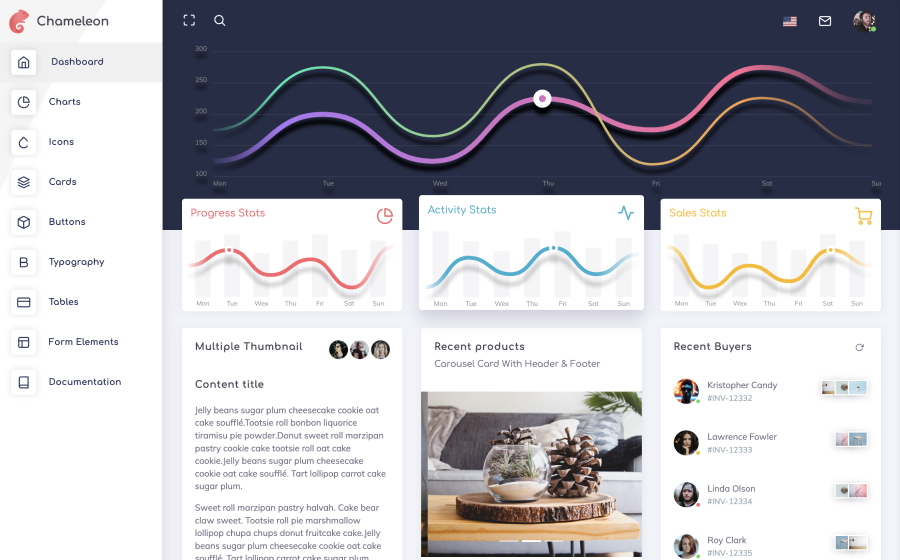 Chameleon
Dashboard
Charts
Icons
Cards
Buttons
Typography
Tables
Form Elements
Documentation
300
250
200
150
100
Mon Tue Wed Thu Fri Sat Sun
Progress Stats
Mon Tue Wex Thu Fri Sat Sun
Activity Stats
Mon Tue Wex Thu Fri Sat Sun
Sales Stats
Mon Tue Wex Thu Fri Sat Sun
Multiple Thumbnail
Content title
Jelly beans sugar plum cheesecake cookie oat
cake soufflé.Tootsie roll bonbon liquorice
tiramisu pie powder.Donut sweet roll marzipan
pastry cookie cake tootsie roll oat cake
cookie.Jelly beans sugar plum cheesecake
cookie oat cake soufflé. Tart lollipop carrot cake
sugar plum.
Sweet roll marzipan pastry halvah. Cake bear
claw sweet. Tootsie roll pie marshmallow
lollipop chupa chups donut fruitcake cake.Jelly
beans sugar plum cheesecake cookie oat cake
soufflé. Tart lollipop carrot cake sugar plum.
Recent products
Carousel Card With Header & Footer
Recent Buyers
Kristopher Candy
#INV-12332
Lawrence Fowler
#INV-12333
Linda Olson
#INV-12334
Roy Clark
#INV-12335